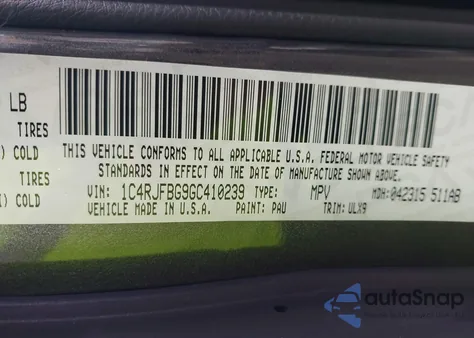 LB
TIRES
) COLD
TIRES
) COLD
THIS VEHICLE CONFORMS TO ALL APPLICABLE U.S.A. FEDERAL MOTOR VEHICLE SAFETY
STANDARDS IN EFFECT ON THE DATE OF MANUFACTURE SHOWN ABOVE.
VIN: 1C4RJFBG9GC410239 TYPE: MPV MDH: 042315 511AB
VEHICLE MADE IN U.S.A. PAINT: PAU TRIM: ULX9
autoSnap